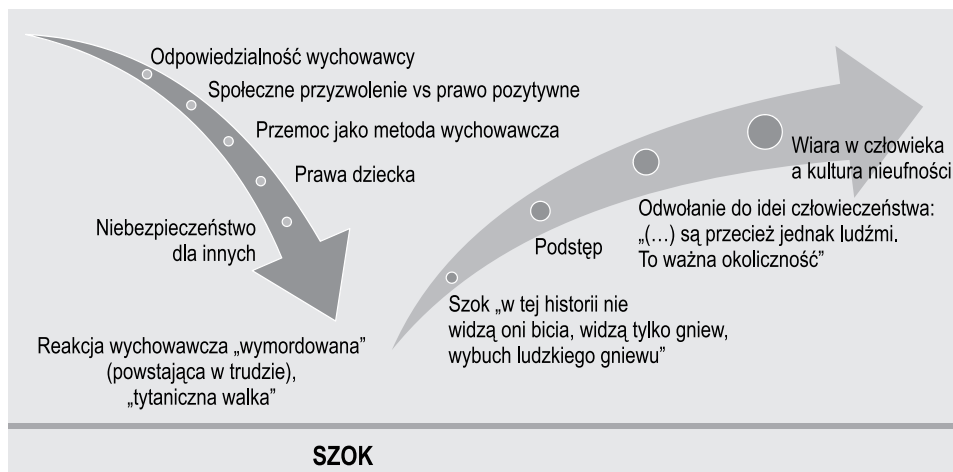 Odpowiedzialność wychowawcy
Społeczne przyzwolenie vs prawo pozytywne
Przemoc jako metoda wychowawcza
Prawa dziecka
Niebezpieczeństwo
dla innych
Reakcja wychowawcza „wymordowana”
(powstająca w trudzie),
„tytaniczna walka”
Wiara w człowieka
a kultura nieufności
Odwołanie do idei człowieczeństwa:
„(…) są przecież jednak ludźmi.
To ważna okoliczność”
Podstęp
Szok „w tej historii nie
widzą oni bicia, widzą tylko gniew,
wybuch ludzkiego gniewu”
SZOK